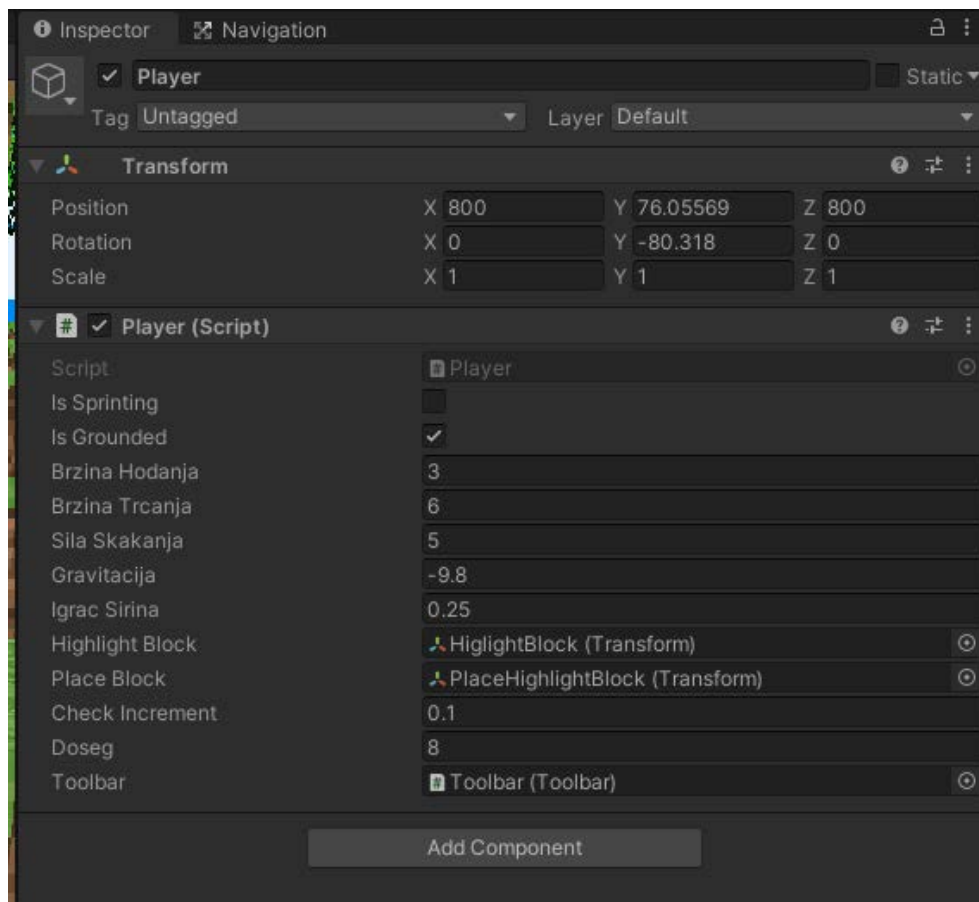 Inspector Navigation
Player Static
Tag Untagged Layer Default
Transform
Position X 800 Y 76.05569 Z 800
Rotation X 0 Y -80.318 Z 0
Scale X 1 Y 1 Z 1
# Player (Script)
Script # Player
Is Sprinting
Is Grounded
Brzina Hodanja 3
Brzina Trcanja 6
Sila Skakanja 5
Gravitacija -9.8
Igrac Sirina 0.25
Highlight Block HiglightBlock (Transform)
Place Block PlaceHighlightBlock (Transform)
Check Increment 0.1
Doseg 8
Toolbar # Toolbar (Toolbar)
Add Component